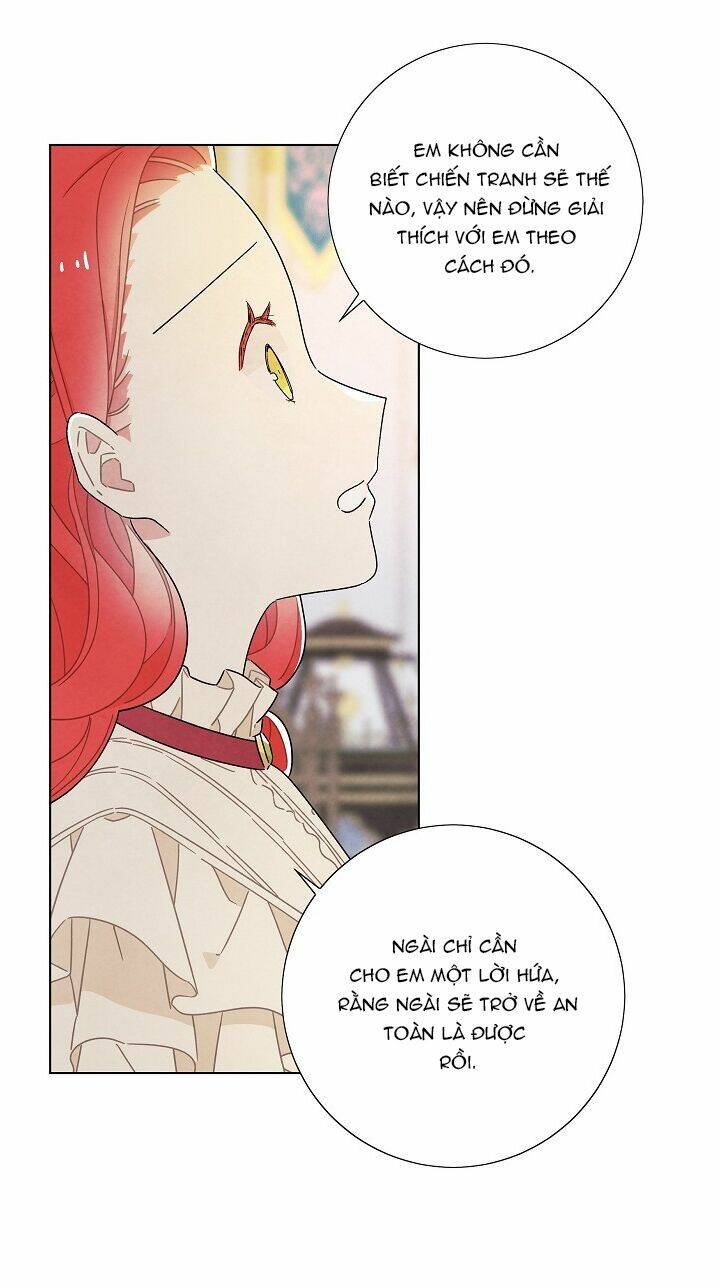 EM KHÔNG CẦN
BIẾT CHIẾN TRANH SẼ THẾ
NÀO, VẬY NÊN ĐỪNG GIẢI
THÍCH VỚI EM THEO
CÁCH ĐÓ.
NGÀI CHỈ CẦN
CHO EM MỘT LỜI HỨA,
RẰNG NGÀI SẼ TRỞ VỀ AN
TOÀN LÀ ĐƯỢC
RỒI.